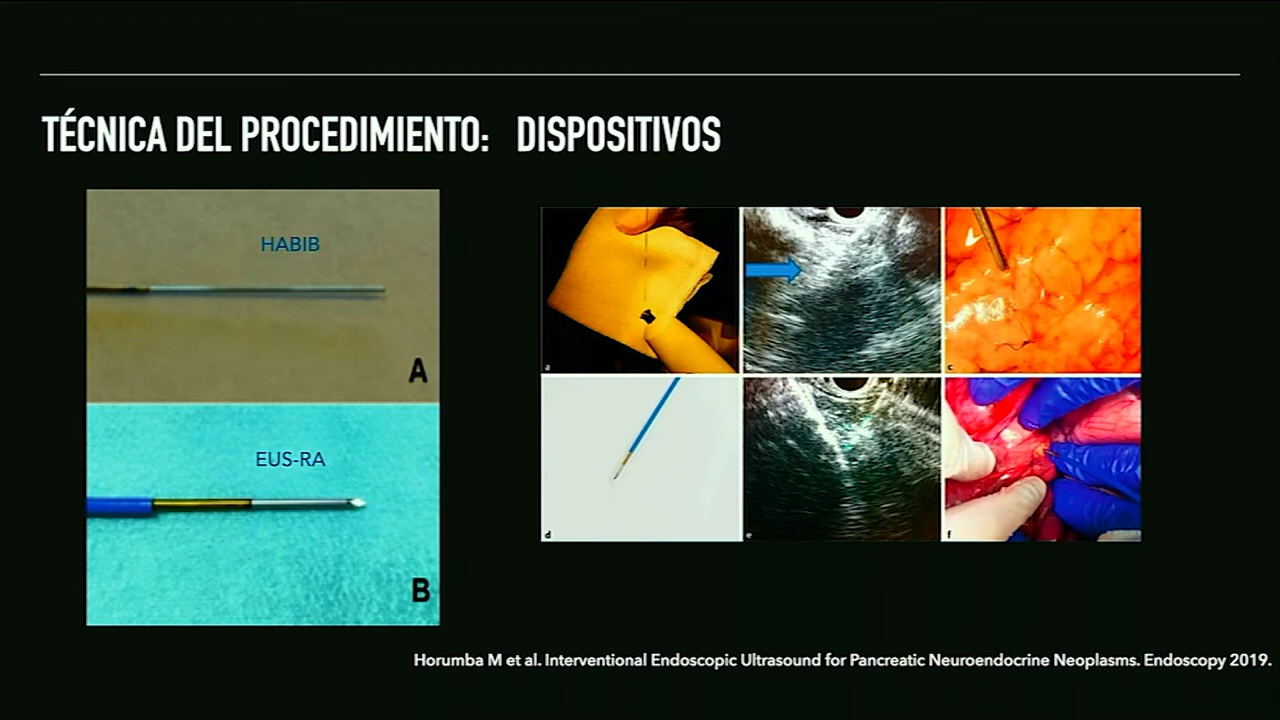 TÉCNICA DEL PROCEDIMIENTO: DISPOSITIVOS
HABIB
A
EUS-RA
B
a
c
d
e
f
Horumba M et al. Interventional Endoscopic Ultrasound for Pancreatic Neuroendocrine Neoplasms. Endoscopy 2019.